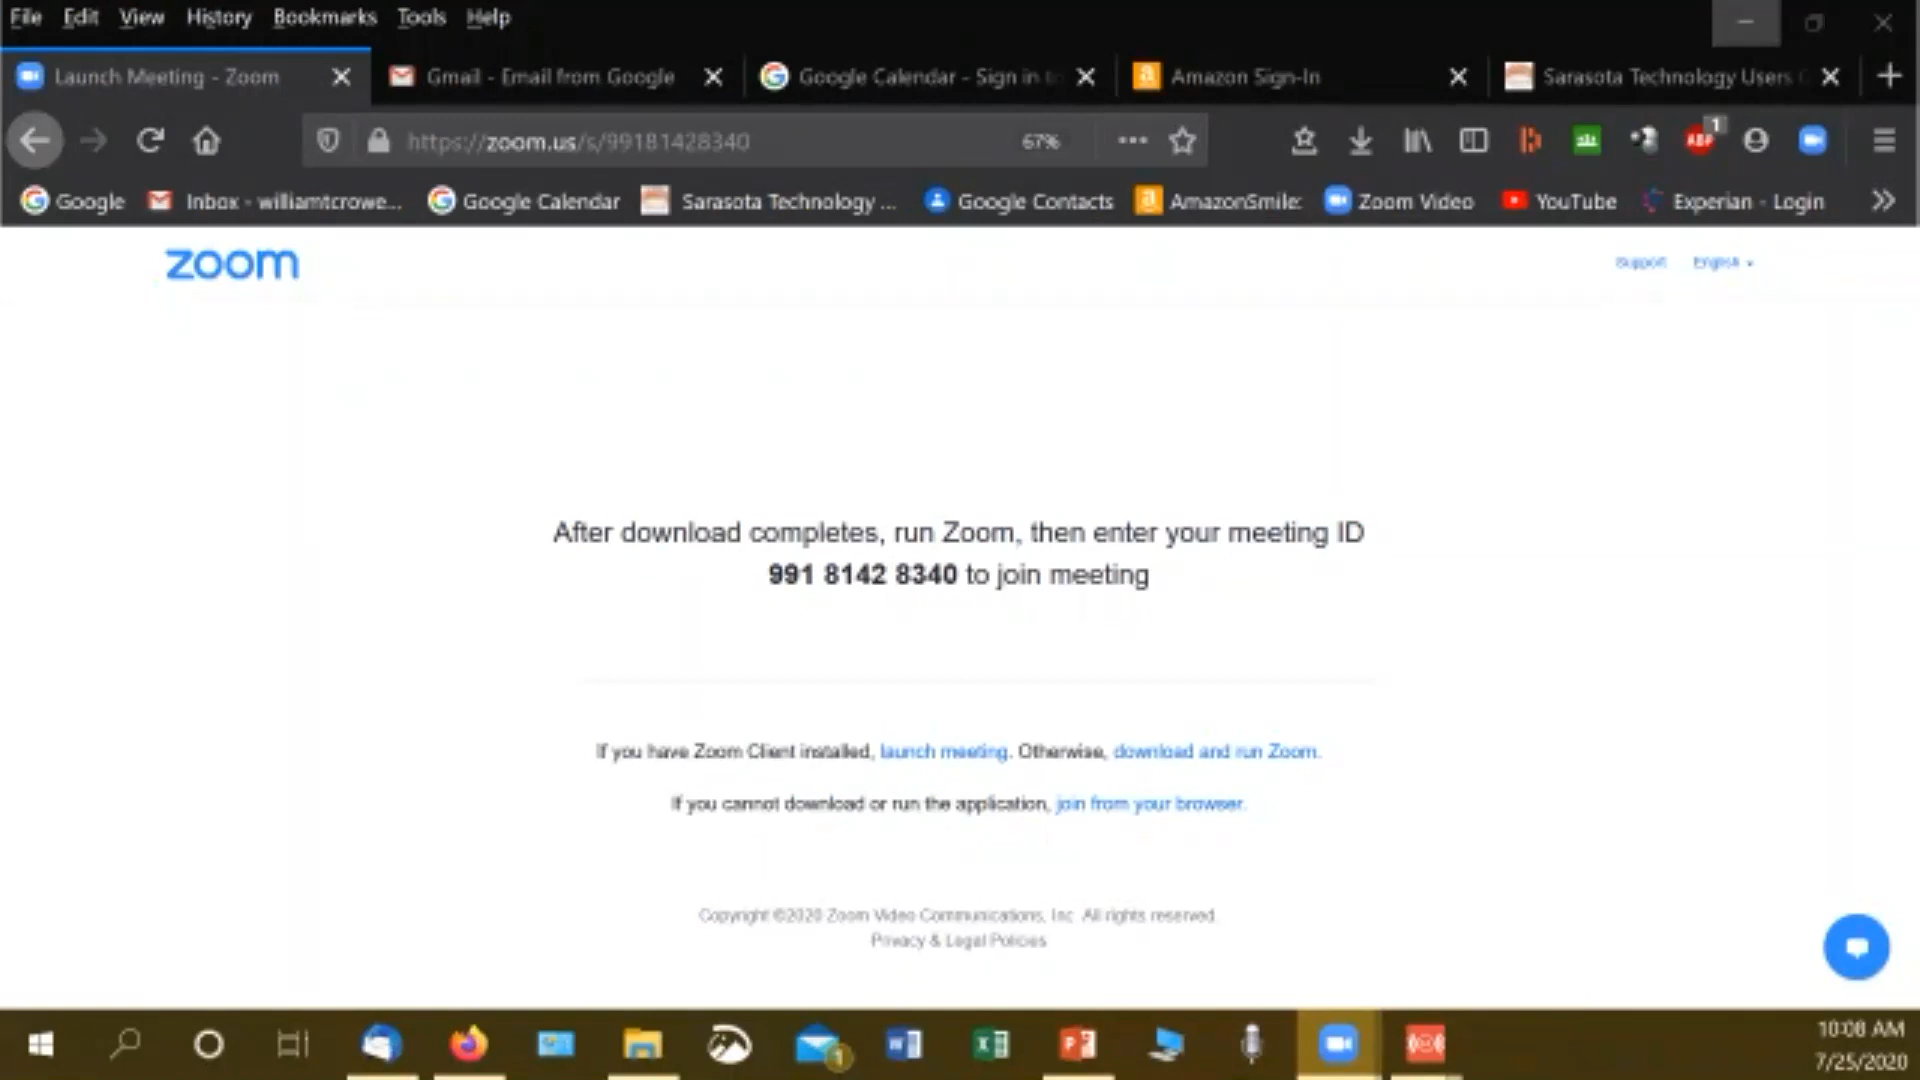 File Edit View History Bookmarks Tools Help
Launch Meeting - Zoom
Gmail - Email from Google
Google Calendar - Sign in to
Amazon Sign-In
Sarasota Technology Users
https://zoom.us/s/99181428340
67%
ABP
1
Google
Inbox - williamtcrowe...
Google Calendar
Sarasota Technology ...
Google Contacts
AmazonSmile:
Zoom Video
YouTube
Experian - Login
zoom
Support English
After download completes, run Zoom, then enter your meeting ID
991 8142 8340 to join meeting
If you have Zoom Client installed, launch meeting. Otherwise, download and run Zoom.
If you cannot download or run the application, join from your browser.
Copyright ©2020 Zoom Video Communications, Inc. All rights reserved.
Privacy & Legal Policies
1
10:08 AM
7/25/2020